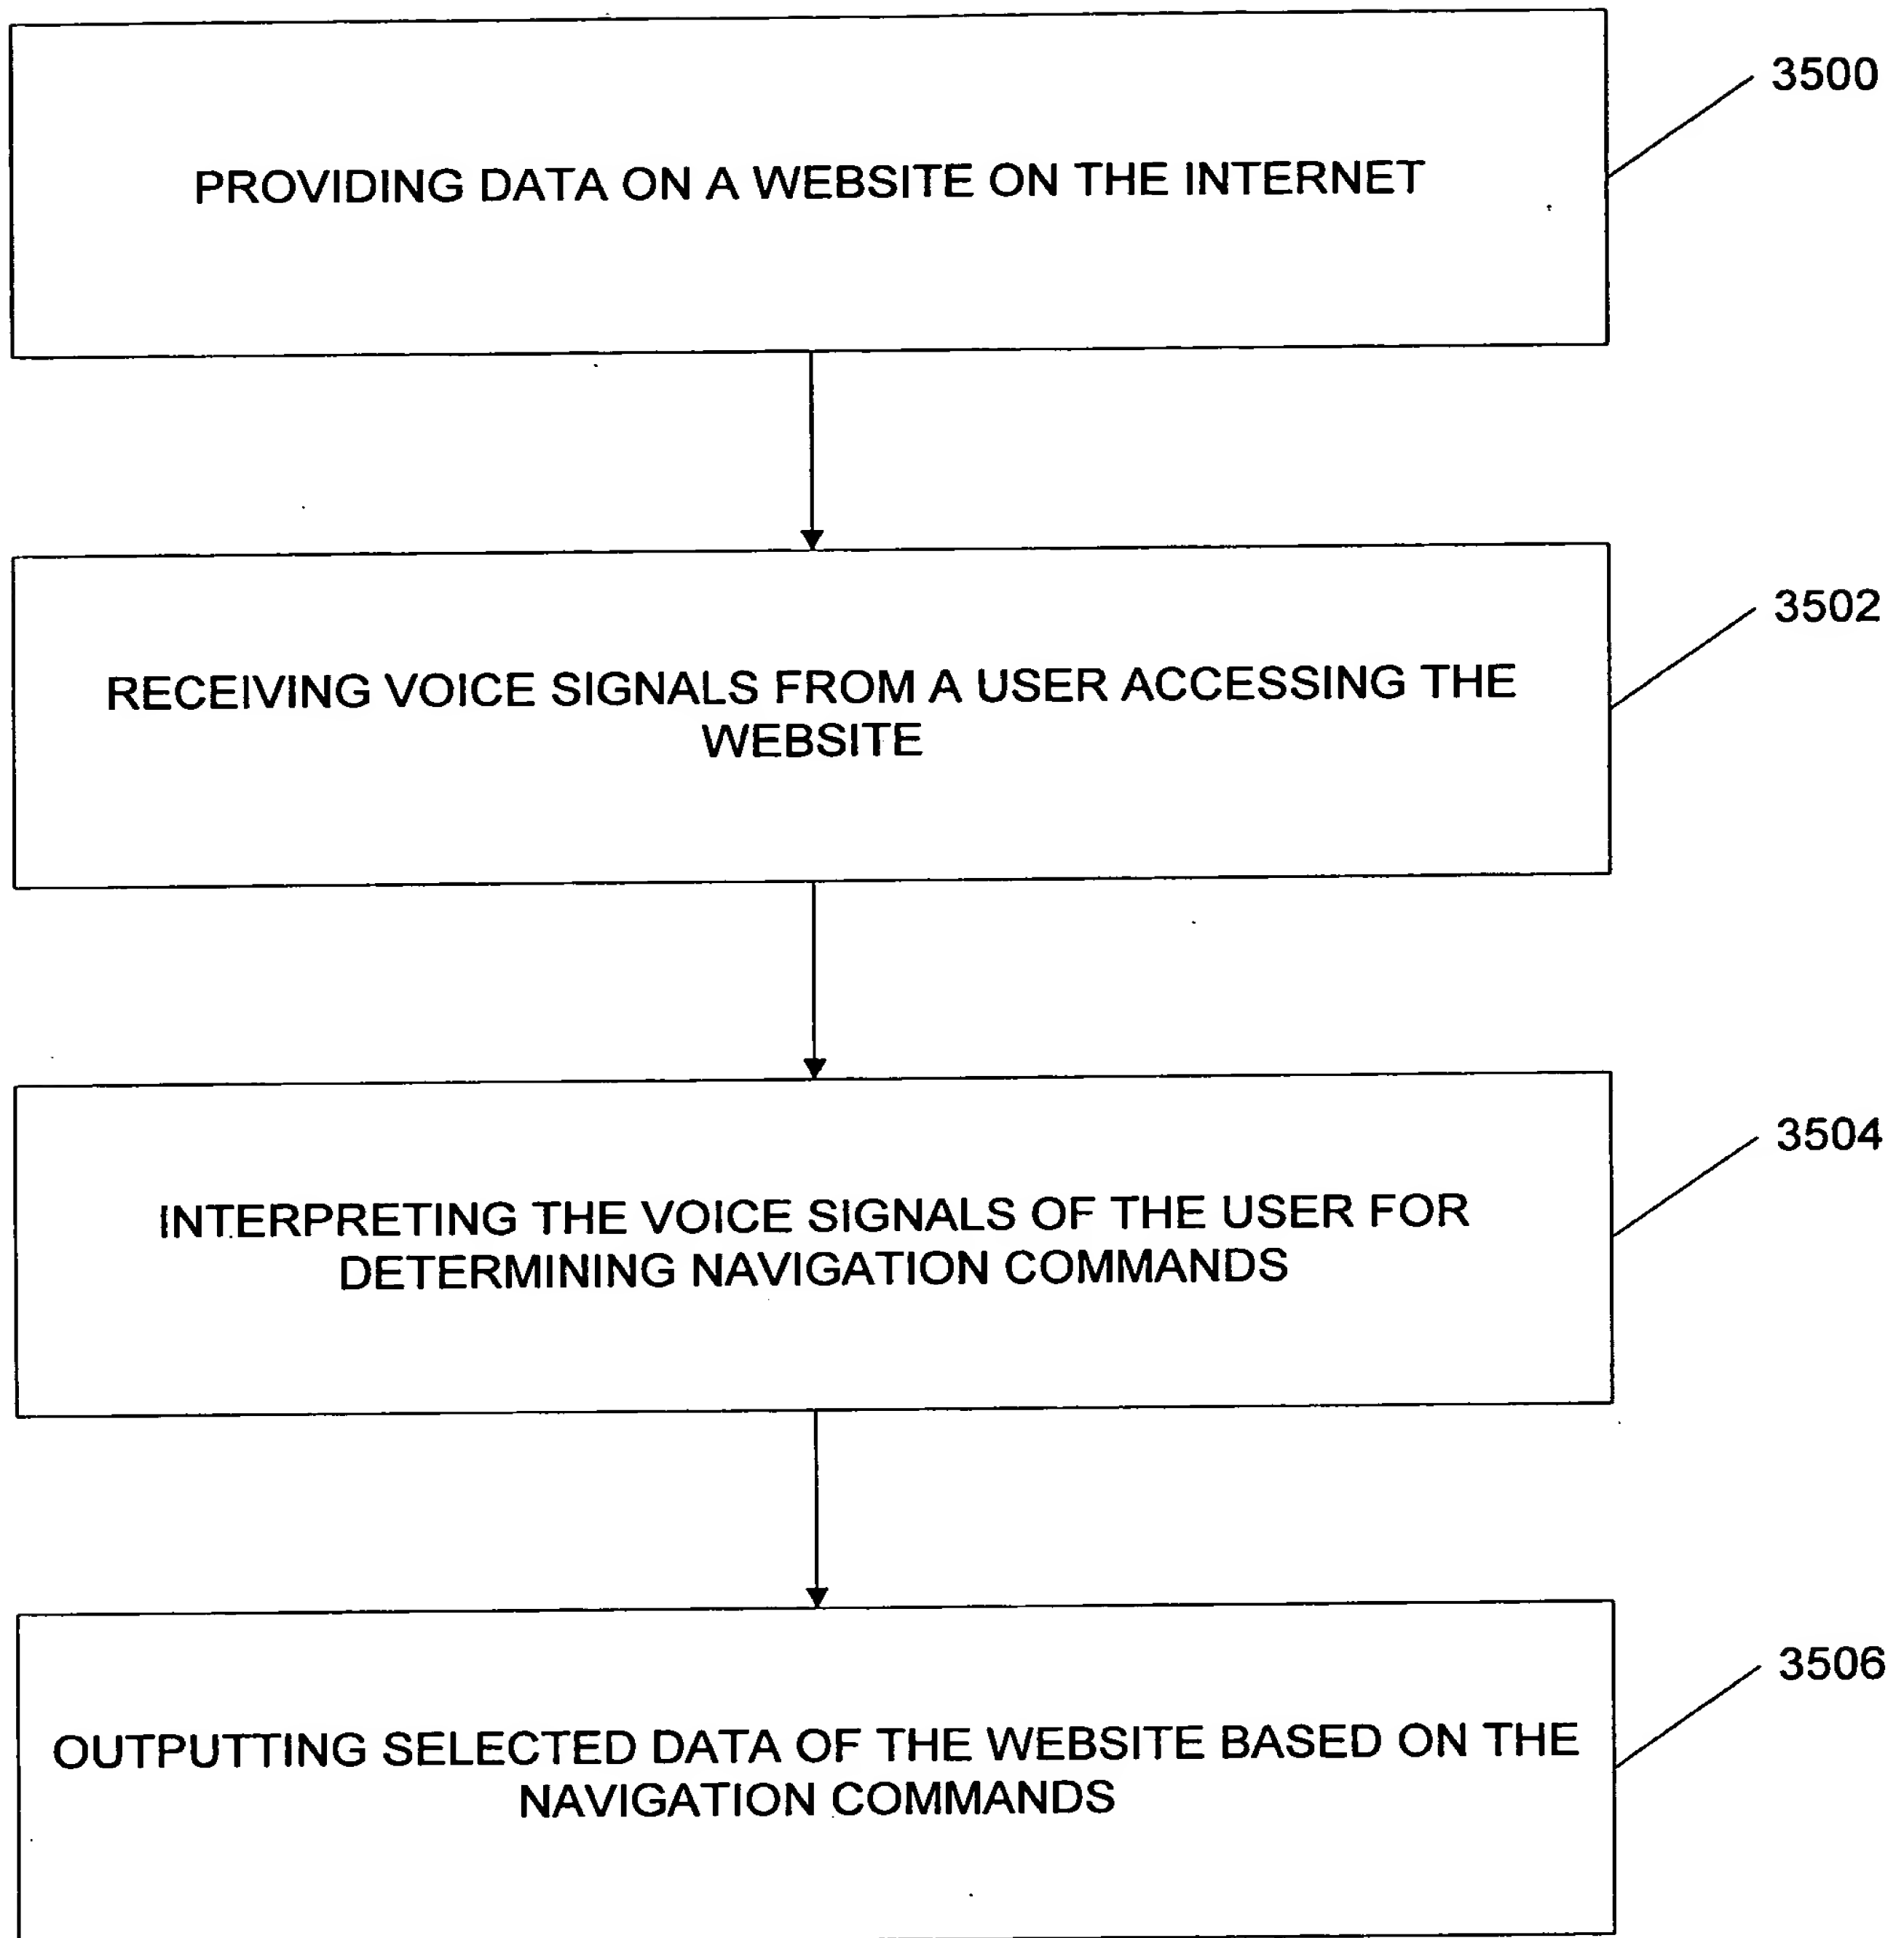 3500
PROVIDING DATA ON A WEBSITE ON THE INTERNET
3502
RECEIVING VOICE SIGNALS FROM A USER ACCESSING THE
WEBSITE
3504
INTERPRETING THE VOICE SIGNALS OF THE USER FOR
DETERMINING NAVIGATION COMMANDS
3506
OUTPUTTING SELECTED DATA OF THE WEBSITE BASED ON THE
NAVIGATION COMMANDS